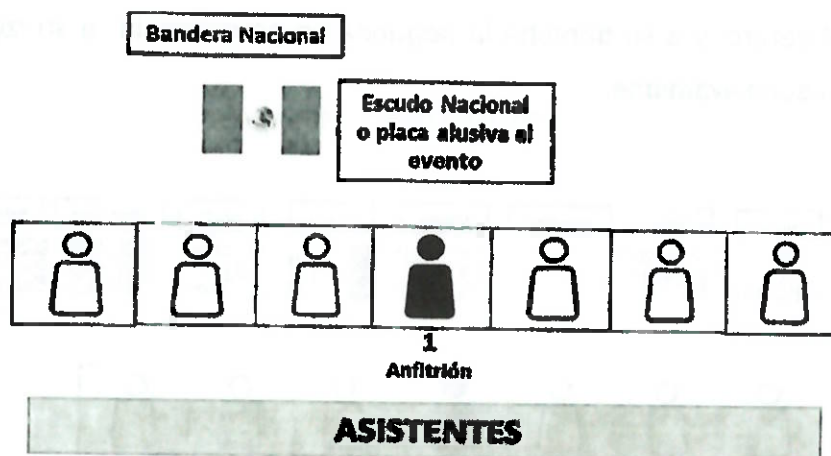 Bandera Nacional
Escudo Nacional
o placa alusiva al
evento
1
Anfitrión
ASISTENTES